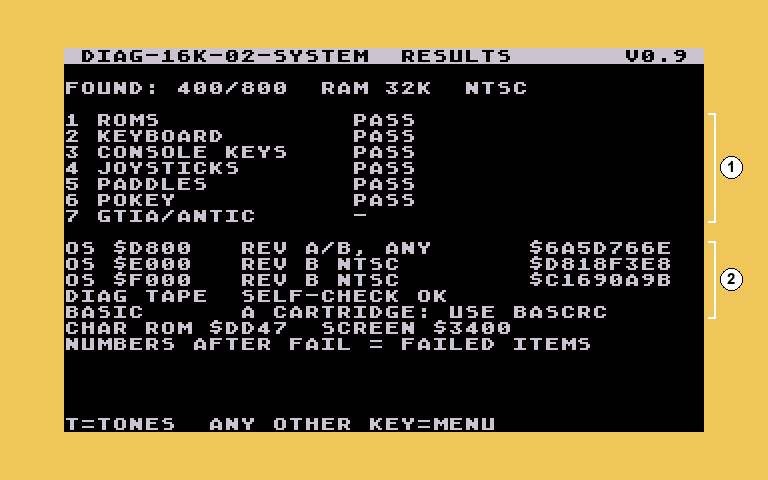 DIAG-16K-02-SYSTEM  RESULTS       V0.9
FOUND: 400/800  RAM 32K  NTSC
1 ROMS            PASS
2 KEYBOARD        PASS
3 CONSOLE KEYS    PASS
4 JOYSTICKS       PASS
5 PADDLES         PASS
6 POKEY           PASS
7 GTIA/ANTIC      -
1
OS $D800   REV A/B, ANY      $6A5D766E
OS $E000   REV B NTSC        $D818F3E8
OS $F000   REV B NTSC        $C1690A9B
DIAG TAPE  SELF-CHECK OK
BASIC      A CARTRIDGE: USE BASCRC
2
CHAR ROM $DD47  SCREEN $3400
NUMBERS AFTER FAIL = FAILED ITEMS
T=TONES  ANY OTHER KEY=MENU